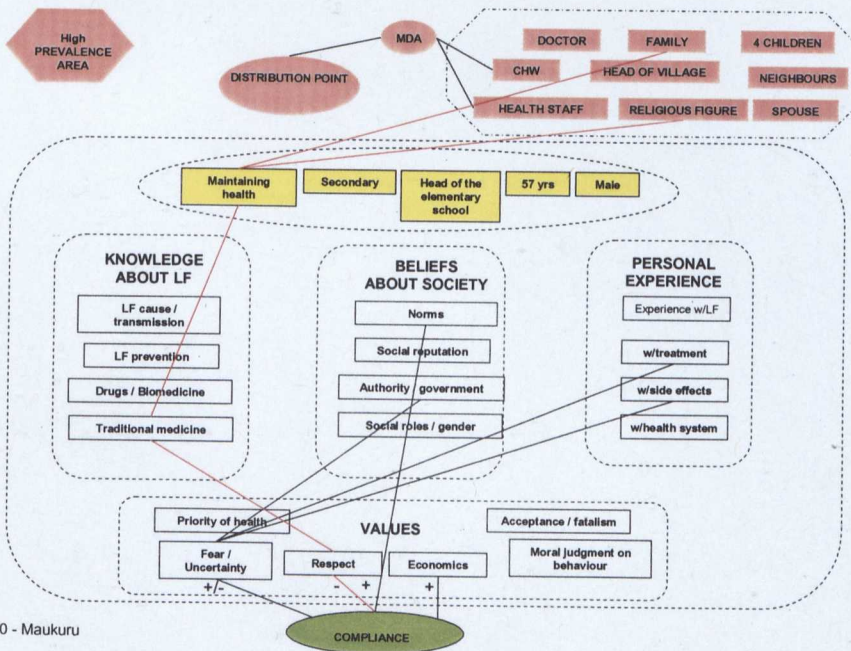 High
PREVALENCE
AREA
MDA
DISTRIBUTION POINT
DOCTOR
FAMILY
4 CHILDREN
CHW
HEAD OF VILLAGE
NEIGHBOURS
HEALTH STAFF
RELIGIOUS FIGURE
SPOUSE
Maintaining
health
Secondary
Head of the
elementary
school
57 yrs
Male
KNOWLEDGE
ABOUT LF
LF cause /
transmission
LF prevention
Drugs / Biomedicine
Traditional medicine
BELIEFS
ABOUT SOCIETY
Norms
Social reputation
Authority / government
Social roles / gender
PERSONAL
EXPERIENCE
Experience w/LF
w/treatment
w/side effects
w/health system
VALUES
Priority of health
Acceptance / fatalism
Fear /
Uncertainty
Respect
Economics
Moral judgment on
behaviour
+/-
- +
+
COMPLIANCE
0 - Maukuru